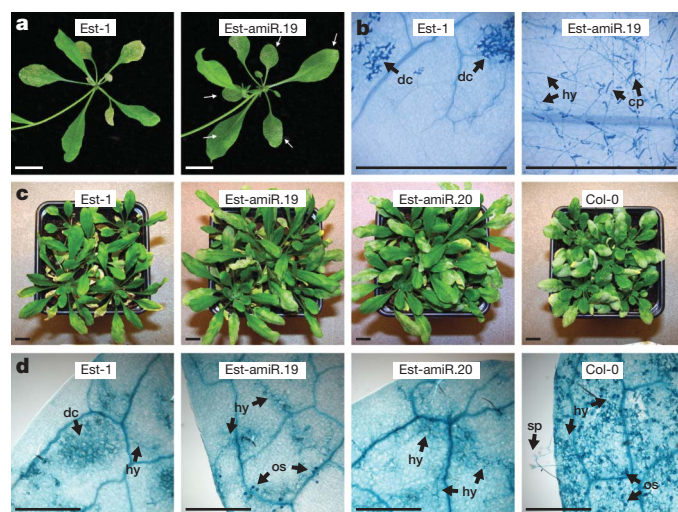 a
Est-1
Est-amiR.19
b
Est-1
dc
dc
Est-amiR.19
hy
cp
c
Est-1
Est-amiR.19
Est-amiR.20
Col-0
d
Est-1
dc
hy
Est-amiR.19
hy
os
Est-amiR.20
hy
hy
Col-0
hy
sp
os